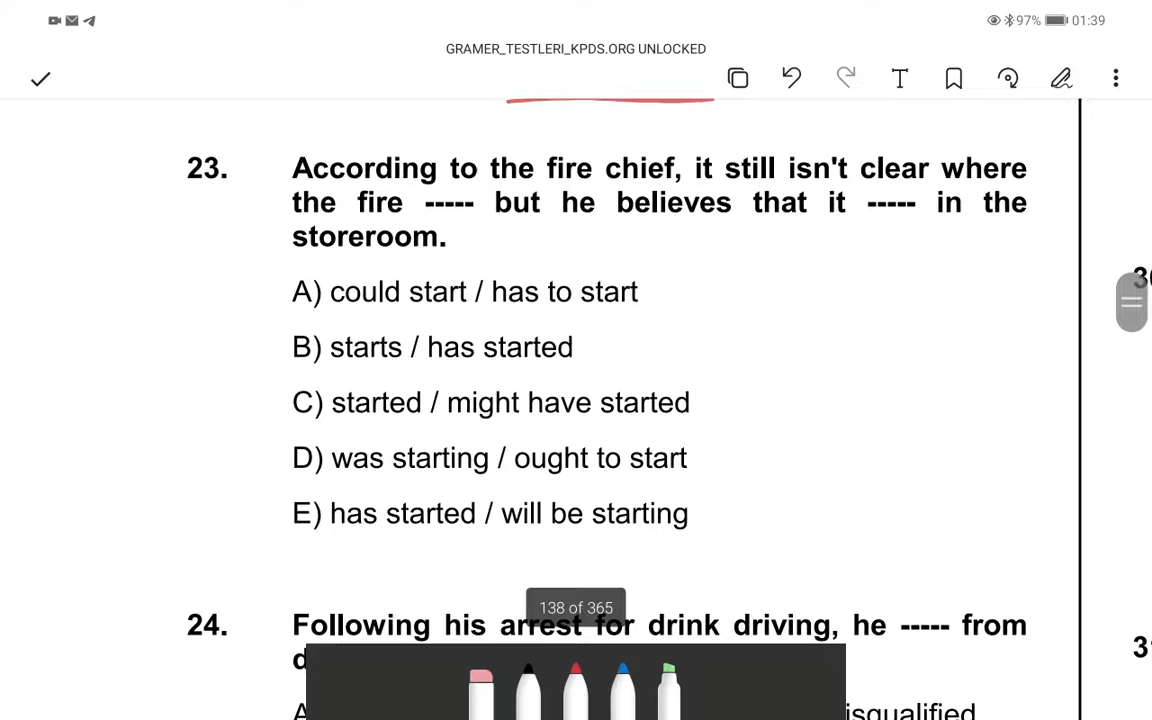 97% 01:39
GRAMER_TESTLERI_KPDS.ORG UNLOCKED
23. According to the fire chief, it still isn't clear where
the fire ----- but he believes that it ----- in the
storeroom.
A) could start / has to start
B) starts / has started
C) started / might have started
D) was starting / ought to start
E) has started / will be starting
138 of 365
24. Following his arrest for drink driving, he ----- from